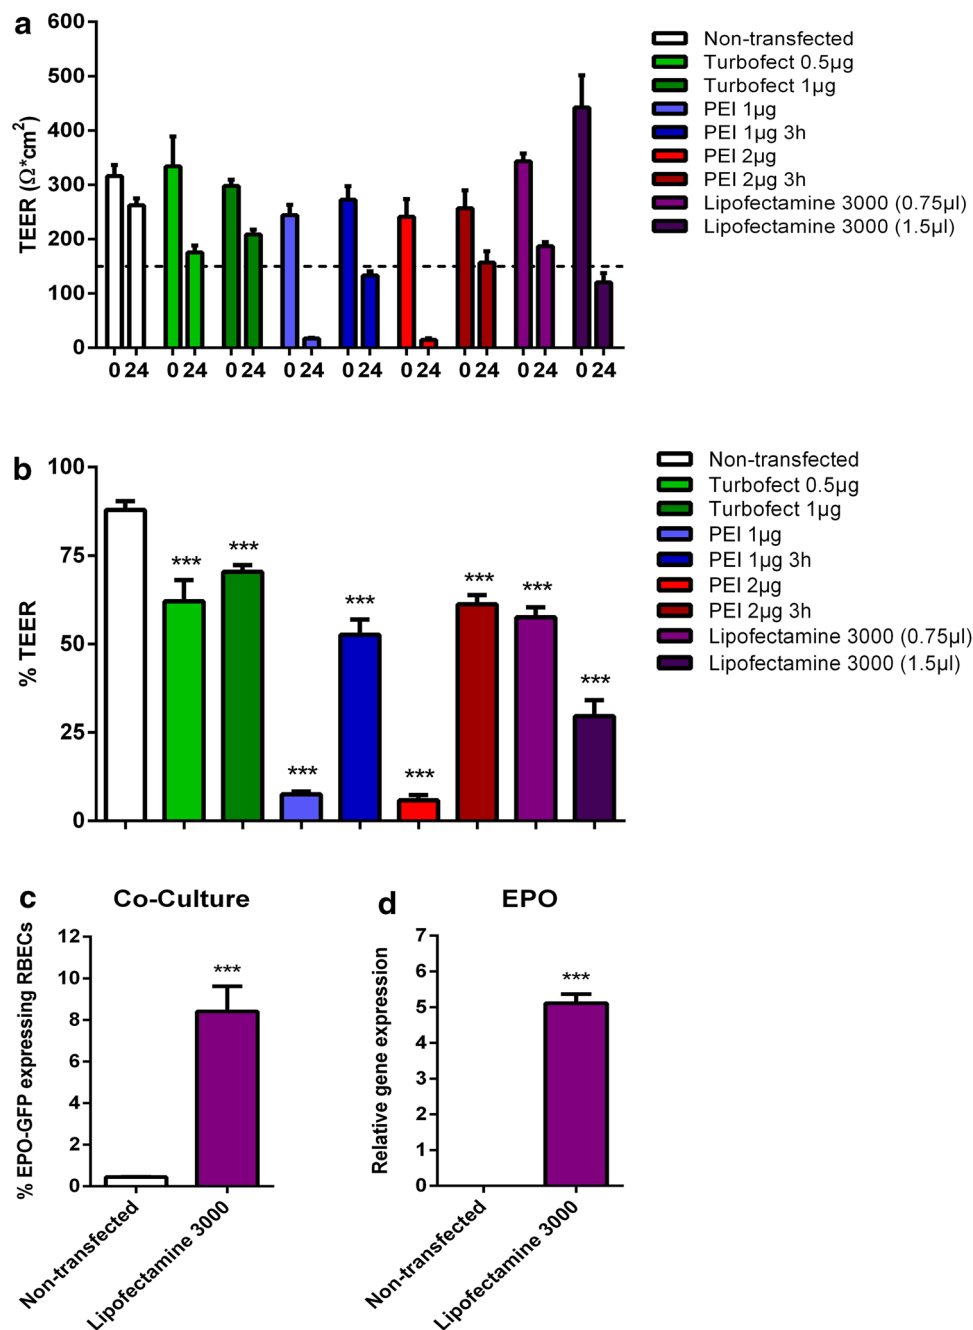 a
600
500
400
300
200
100
0
TEER (Ω*cm2)
0 24 0 24 0 24 0 24 0 24 0 24 0 24 0 24 0 24
Non-transfected
Turbofect 0.5µg
Turbofect 1µg
PEI 1µg
PEI 1µg 3h
PEI 2µg
PEI 2µg 3h
Lipofectamine 3000 (0.75µl)
Lipofectamine 3000 (1.5µl)
b
100
75
50
25
0
% TEER
***
***
***
***
***
***
***
***
Non-transfected
Turbofect 0.5µg
Turbofect 1µg
PEI 1µg
PEI 1µg 3h
PEI 2µg
PEI 2µg 3h
Lipofectamine 3000 (0.75µl)
Lipofectamine 3000 (1.5µl)
c
Co-Culture
12
10
8
6
4
2
0
% EPO-GFP expressing RBECs
***
Non-transfected
Lipofectamine 3000
d
EPO
7
6
5
4
3
2
1
0
Relative gene expression
***
Non-transfected
Lipofectamine 3000